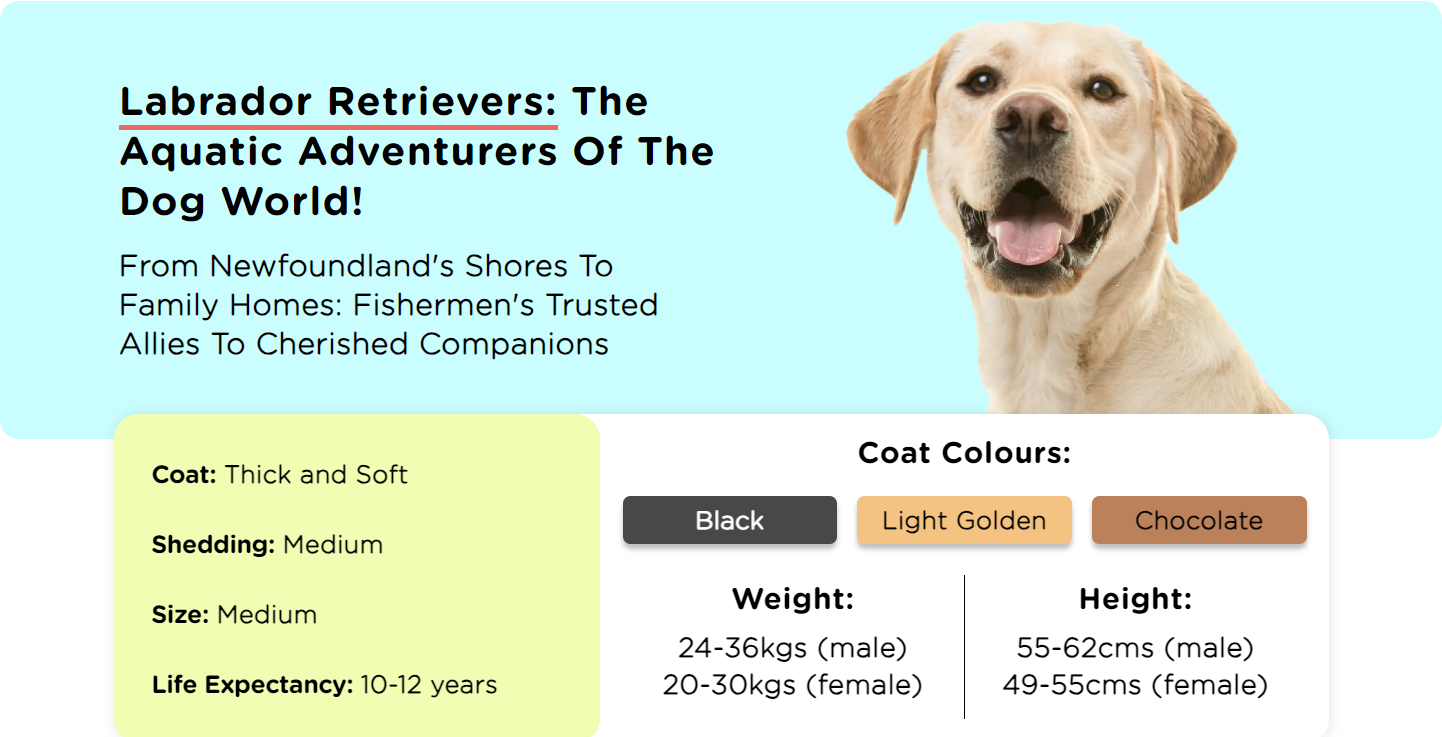 Labrador Retrievers: The
Aquatic Adventurers Of The
Dog World!
From Newfoundland's Shores To
Family Homes: Fishermen's Trusted
Allies To Cherished Companions
Coat: Thick and Soft
Shedding: Medium
Size: Medium
Life Expectancy: 10-12 years
Coat Colours:
Black
Light Golden
Chocolate
Weight:
24-36kgs (male)
20-30kgs (female)
Height:
55-62cms (male)
49-55cms (female)